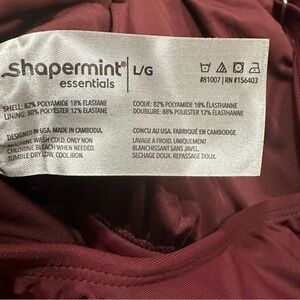 Shapermint®
essentials
L/G
#81007 | RN #156403
SHELL: 82% POLYAMIDE 18% ELASTANE
LINING: 88% POLYESTER 12% ELASTANE
COQUE: 82% POLYAMIDE 18% ÉLASTHANNE
DOUBLURE: 88% POLYESTER 12% ÉLASTHANNE
DESIGNED IN USA. MADE IN CAMBODIA.
MACHINE WASH COLD. ONLY NON
CHLORINE BLEACH WHEN NEEDED.
TUMBLE DRY LOW, COOL IRON.
CONCU AU USA. FABRIQUÉ EN CAMBODGE.
LAVAGE A FROID, UNIQUEMENT
BLANCHISSANT SANS JAVEL.
SECHAGE DOUX. REPASSAGE DOUX.